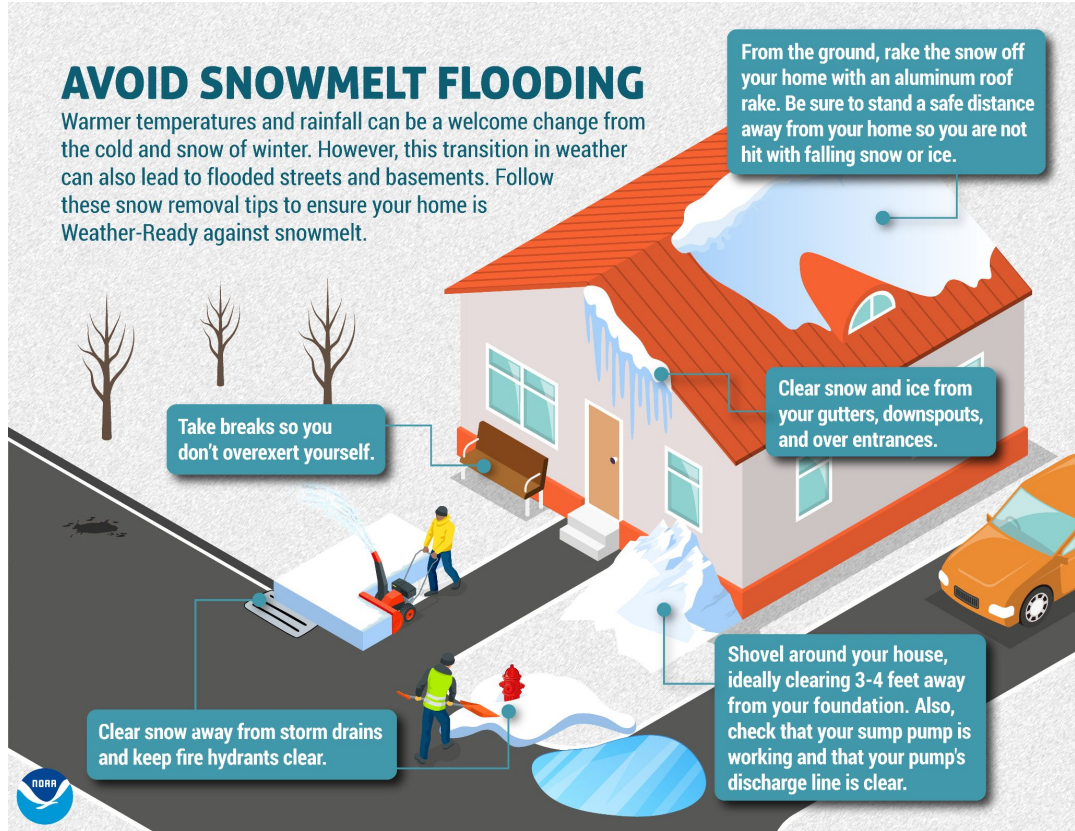 AVOID SNOWMELT FLOODING
Warmer temperatures and rainfall can be a welcome change from
the cold and snow of winter. However, this transition in weather
can also lead to flooded streets and basements. Follow
these snow removal tips to ensure your home is
Weather-Ready against snowmelt.
From the ground, rake the snow off
your home with an aluminum roof
rake. Be sure to stand a safe distance
away from your home so you are not
hit with falling snow or ice.
Clear snow and ice from
your gutters, downspouts,
and over entrances.
Take breaks so you
don't overexert yourself.
Shovel around your house,
ideally clearing 3-4 feet away
from your foundation. Also,
check that your sump pump is
working and that your pump's
discharge line is clear.
Clear snow away from storm drains
and keep fire hydrants clear.
NOAA